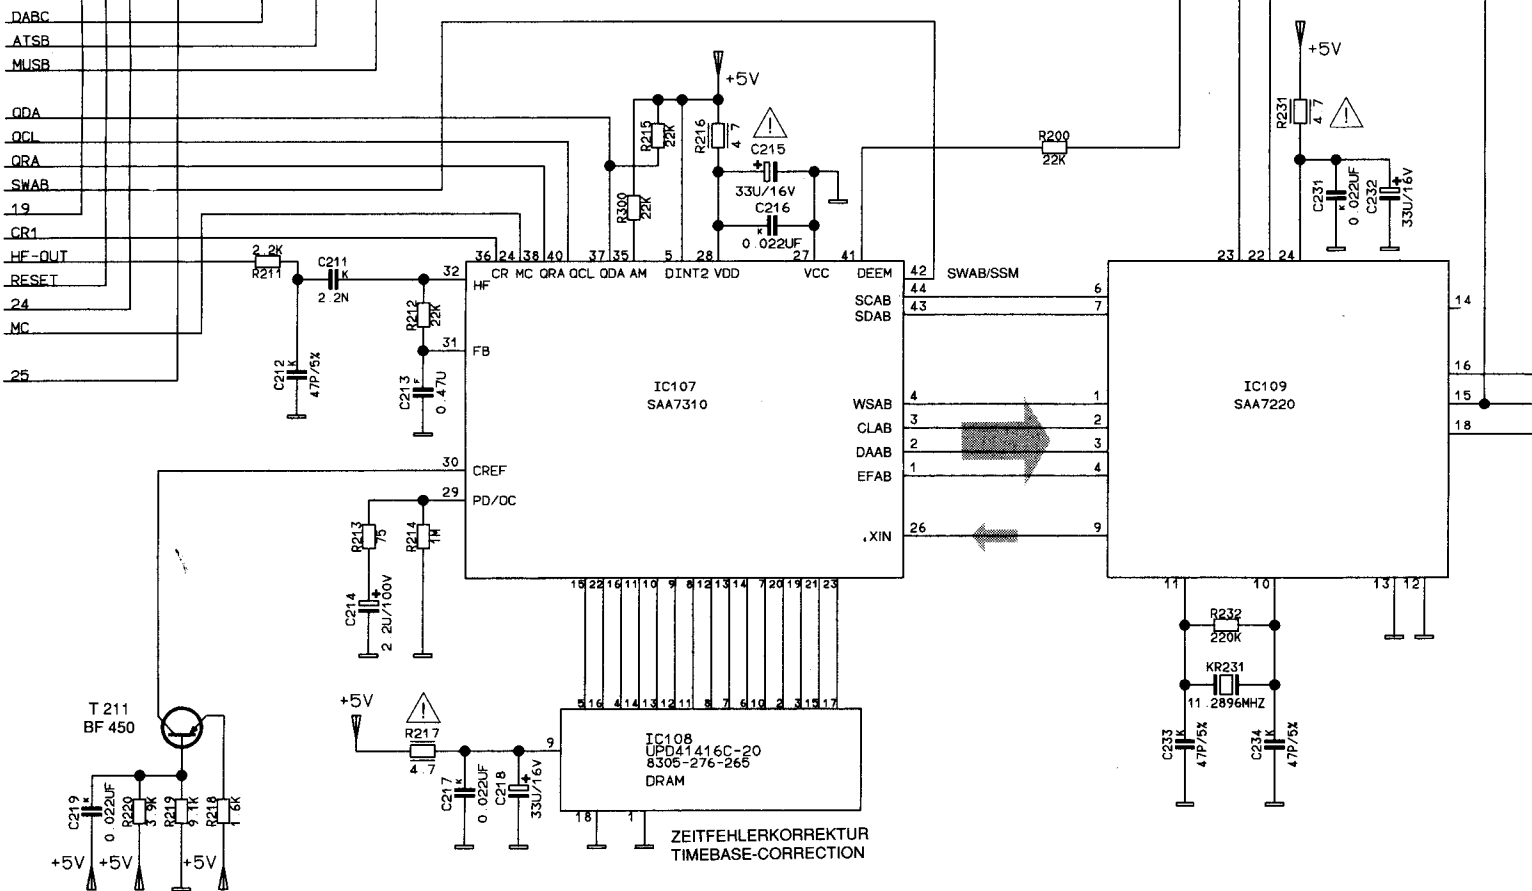 DABC
ATSB
MUSB
QDA
QCL
QRA
SWAB
19
CR1
HF-OUT
RESET
24
MC
25
+5V
R215
22K
R216
4.7
C215
33U/16V
C216
0.022UF
R300
22K
R200
22K
+5V
R231
4.7
C231
0.022UF
C232
33U/16V
2.2K
R211
C211
2.2N
C212
47P/5%
R212
22K
C213
0.47U
36 24 38 40 37 35 5 28 27 41
CR MC QRA QCL QDA AM DINT2 VDD VCC DEEM
32 HF
31 FB
30 CREF
29 PD/OC
IC107
SAA7310
42 SWAB/SSM
SCAB 44 6
SDAB 43 7
WSAB 4 1
CLAB 3 2
DAAB 2 3
EFAB 1 4
XIN 26 9
23 22 24
IC109
SAA7220
14
16
15
18
11 10 13 12
R232
220K
KR231
11.2896MHZ
C233
47P/5%
C234
47P/5%
R213
75
R214
1M
C214
2.2U/100V
15 22 16 11 10 9 8 12 13 14 7 20 19 21 23
5 16 4 14 13 12 11 8 7 6 10 2 3 15 17
T 211
BF 450
+5V
R217
4.7
C217
0.022UF
C218
33U/16V
9
IC108
UPD41416C-20
8305-276-265
DRAM
18 1
ZEITFEHLERKORREKTUR
TIMEBASE-CORRECTION
C219
0.022UF
R220
3.9K
R219
9.1K
R218
1.6K
+5V +5V +5V